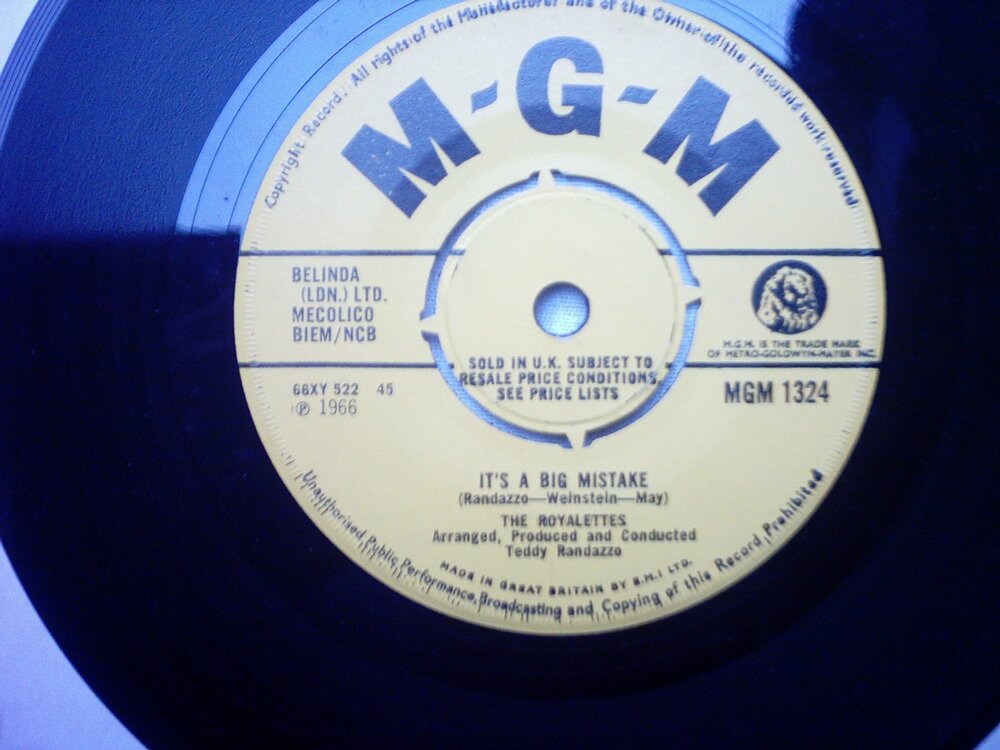 Copyright Record. All rights of the Manufacturer and of the Owner of the recorded work reserved
M-G-M
BELINDA
(LDN.) LTD.
MECOLICO
BIEM/NCB
M.G.M. IS THE TRADE MARK
OF METRO-GOLDWYN-MAYER INC.
SOLD IN U.K. SUBJECT TO
RESALE PRICE CONDITIONS,
SEE PRICE LISTS
66XY 522 45
℗ 1966
MGM 1324
IT'S A BIG MISTAKE
(Randazzo—Weinstein—May)
THE ROYALETTES
Arranged, Produced and Conducted
Teddy Randazzo
MADE IN GREAT BRITAIN BY E.M.I LTD.
Unauthorised Public Performance, Broadcasting and Copying of this Record Prohibited